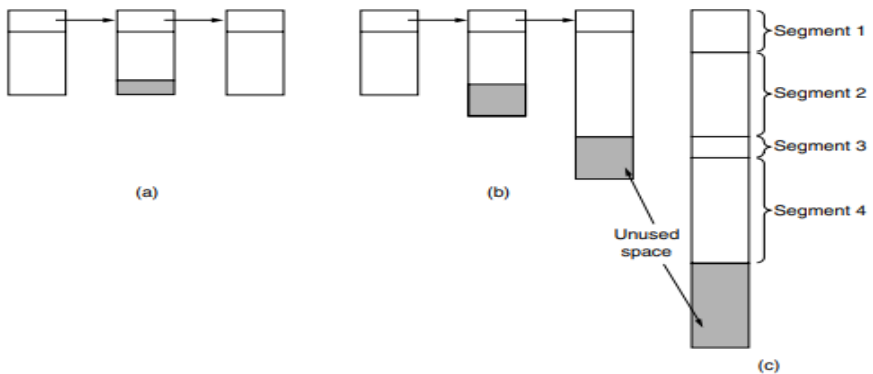 Segment 1
Segment 2
Segment 3
Segment 4
(a)
(b)
Unused
space
(c)